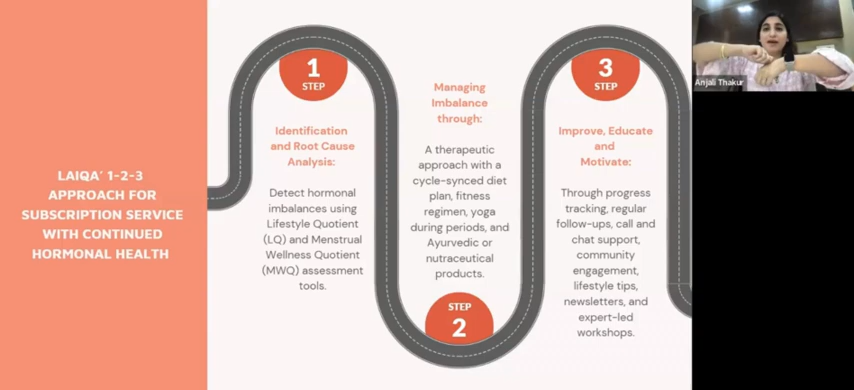 LAIQA' 1-2-3
APPROACH FOR
SUBSCRIPTION SERVICE
WITH CONTINUED
HORMONAL HEALTH
1
STEP
Identification
and Root Cause
Analysis:
Detect hormonal
imbalances using
Lifestyle Quotient
(LQ) and Menstrual
Wellness Quotient
(MWQ) assessment
tools.
Managing
Imbalance
through:
A therapeutic
approach with a
cycle-synced diet
plan, fitness
regimen, yoga
during periods, and
Ayurvedic or
nutraceutical
products.
STEP
2
3
STEP
Improve, Educate
and
Motivate:
Through progress
tracking, regular
follow-ups, call and
chat support,
community
engagement,
lifestyle tips,
newsletters, and
expert-led
workshops.
Anjali Thakur